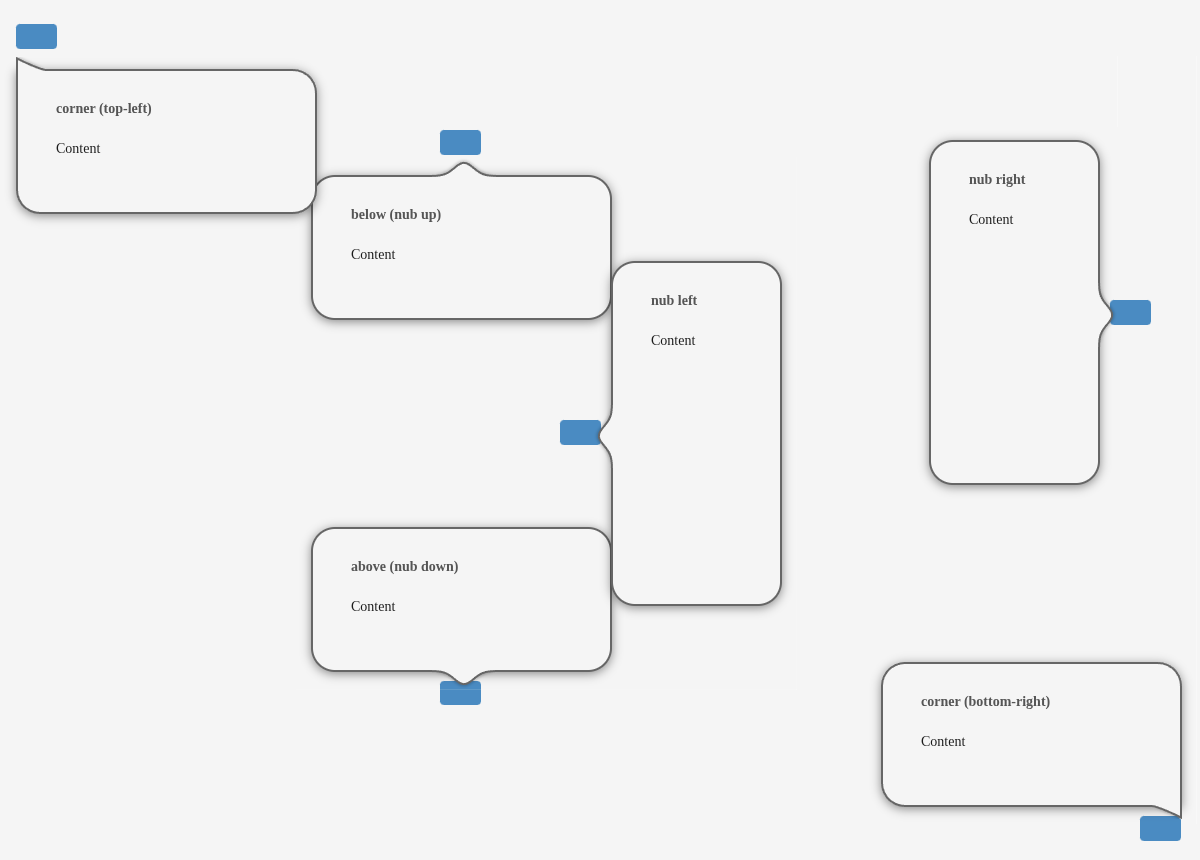 corner (top-left)
Content
below (nub up)
Content
nub right
Content
nub left
Content
above (nub down)
Content
corner (bottom-right)
Content